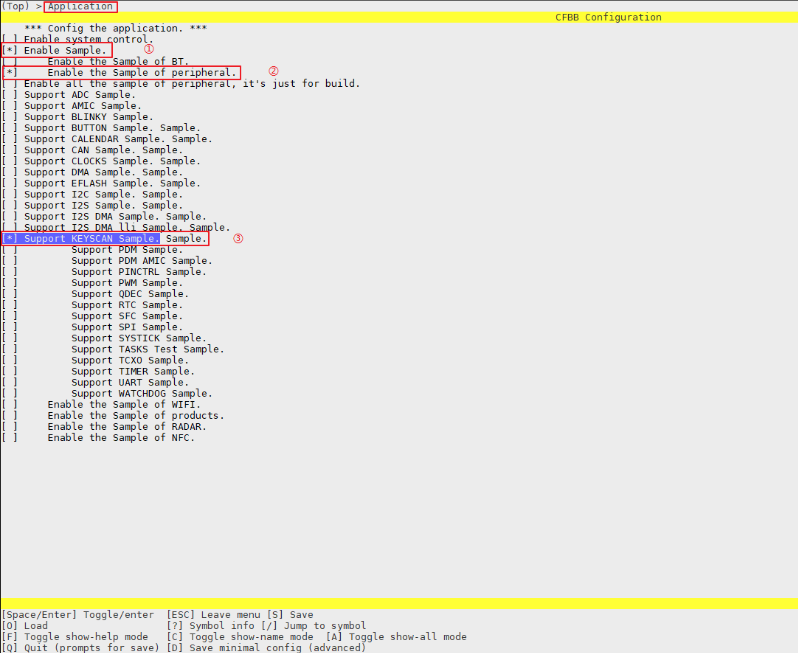 (Top) > Application
CFBB Configuration
*** Config the application. ***
[ ] Enable system control.
[*] Enable Sample. ①
[ ] Enable the Sample of BT.
[*] Enable the Sample of peripheral. ②
[ ] Enable all the sample of peripheral, it's just for build.
[ ] Support ADC Sample.
[ ] Support AMIC Sample.
[ ] Support BLINKY Sample.
[ ] Support BUTTON Sample. Sample.
[ ] Support CALENDAR Sample. Sample.
[ ] Support CAN Sample. Sample.
[ ] Support CLOCKS Sample. Sample.
[ ] Support DMA Sample. Sample.
[ ] Support EFLASH Sample. Sample.
[ ] Support I2C Sample. Sample.
[ ] Support I2S Sample. Sample.
[ ] Support I2S DMA Sample. Sample.
[ ] Support I2S DMA lli Sample. Sample.
[*] Support KEYSCAN Sample. Sample. ③
[ ] Support PDM Sample.
[ ] Support PDM AMIC Sample.
[ ] Support PINCTRL Sample.
[ ] Support PWM Sample.
[ ] Support QDEC Sample.
[ ] Support RTC Sample.
[ ] Support SFC Sample.
[ ] Support SPI Sample.
[ ] Support SYSTICK Sample.
[ ] Support TASKS Test Sample.
[ ] Support TCXO Sample.
[ ] Support TIMER Sample.
[ ] Support UART Sample.
[ ] Support WATCHDOG Sample.
[ ] Enable the Sample of WIFI.
[ ] Enable the Sample of products.
[ ] Enable the Sample of RADAR.
[ ] Enable the Sample of NFC.
[Space/Enter] Toggle/enter [ESC] Leave menu [S] Save
[O] Load [?] Symbol info [/] Jump to symbol
[F] Toggle show-help mode [C] Toggle show-name mode [A] Toggle show-all mode
[Q] Quit (prompts for save) [D] Save minimal config (advanced)